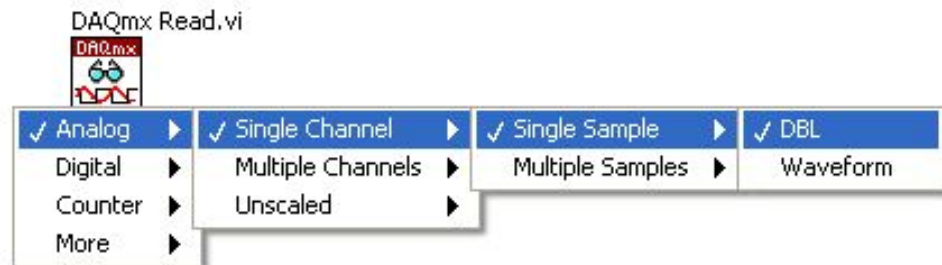 DAQmx Read.vi
DAQmx
✓ Analog ▶ ✓ Single Channel ▶ ✓ Single Sample ▶ ✓ DBL
Digital ▶ Multiple Channels ▶ Multiple Samples ▶ Waveform
Counter ▶ Unscaled ▶
More ▶